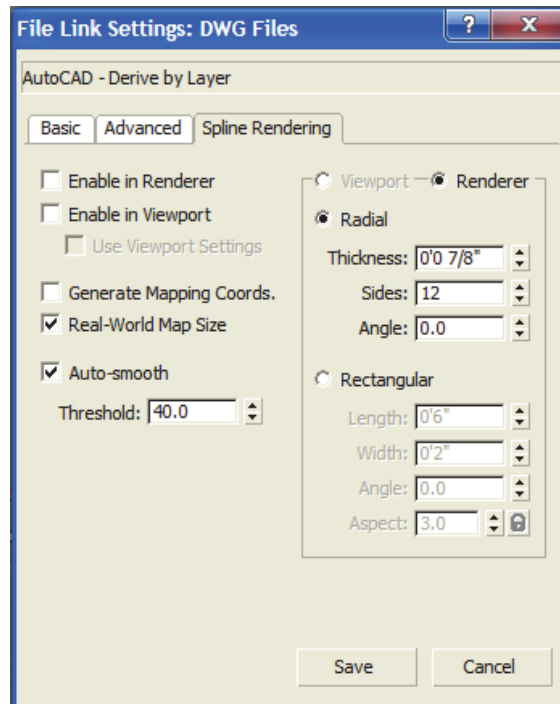 File Link Settings: DWG Files
AutoCAD - Derive by Layer
Basic Advanced Spline Rendering
Enable in Renderer
Enable in Viewport
Use Viewport Settings
Generate Mapping Coords.
Real-World Map Size
Auto-smooth
Threshold: 40.0
Viewport Renderer
Radial
Thickness: 0'0 7/8"
Sides: 12
Angle: 0.0
Rectangular
Length: 0'6"
Width: 0'2"
Angle: 0.0
Aspect: 3.0
Save Cancel